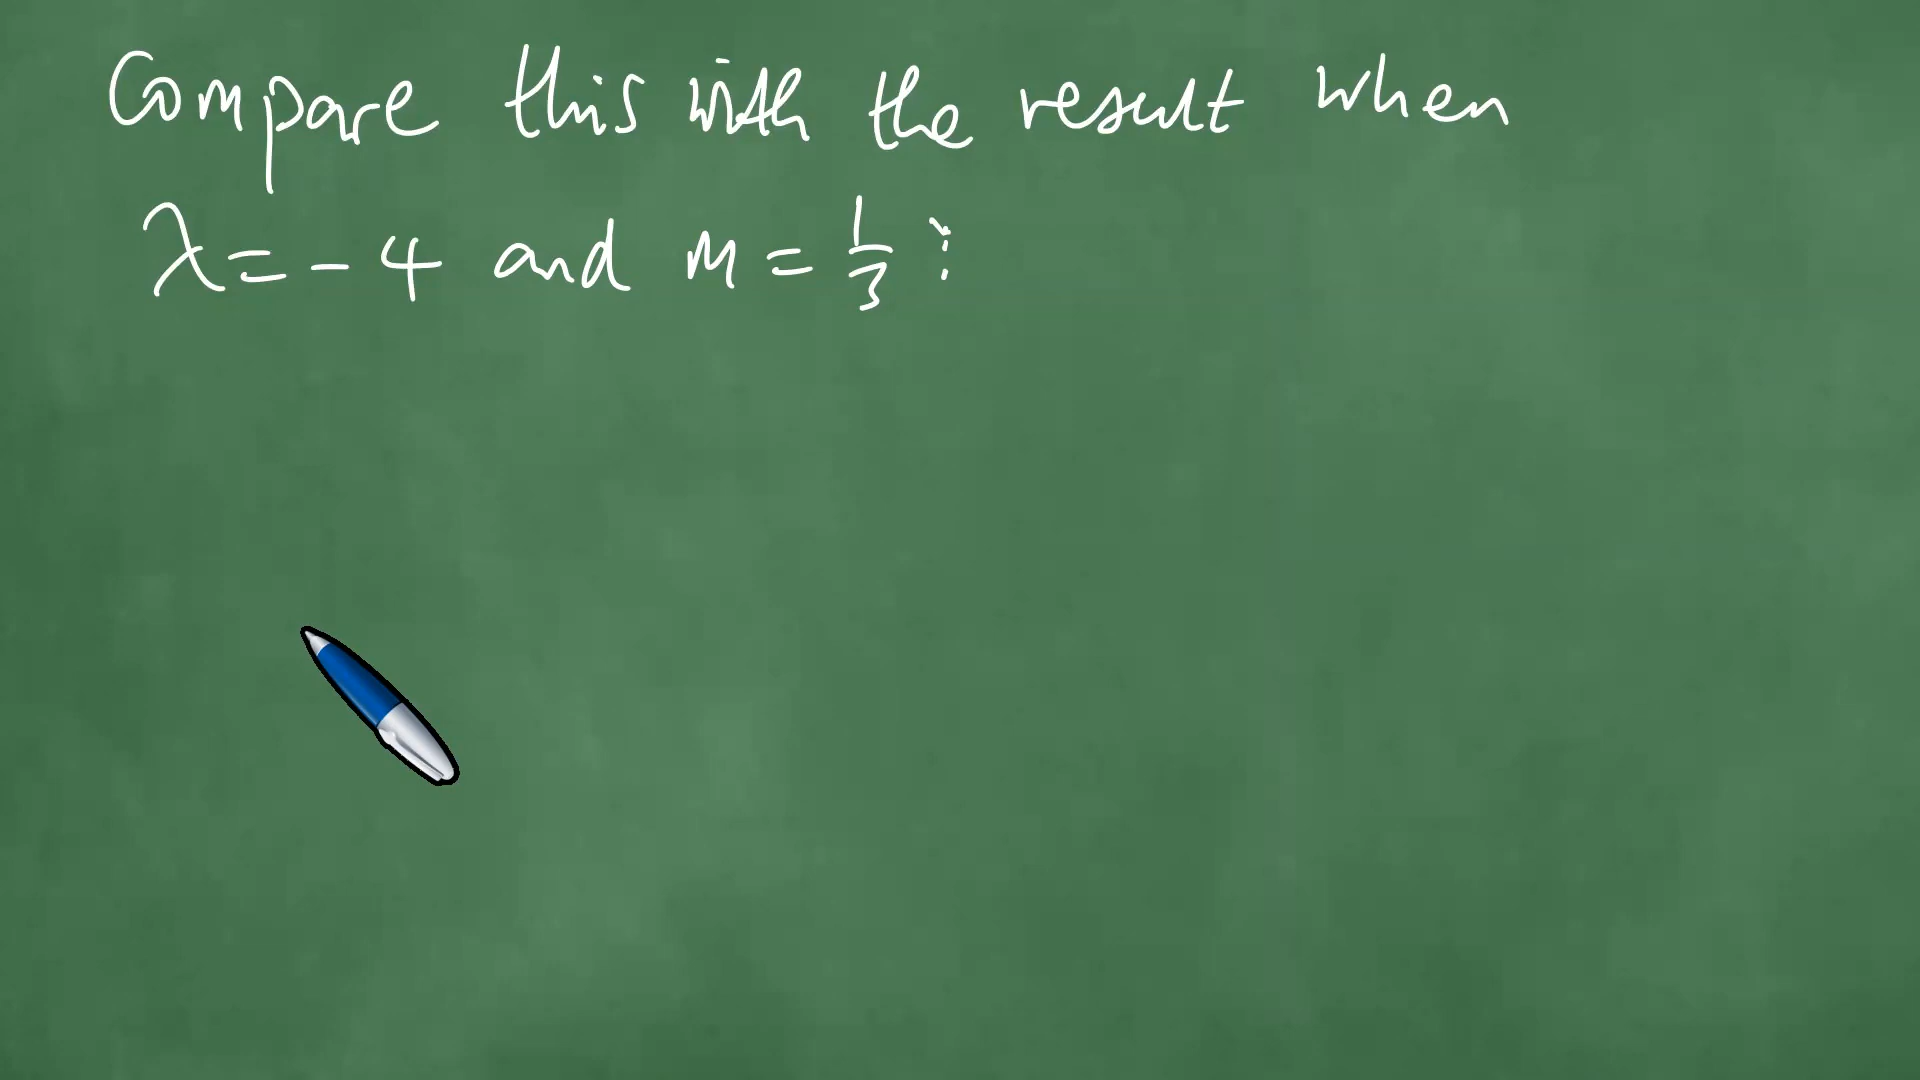 Compare this with the result when
λ = - 4 and m = 1/3 :